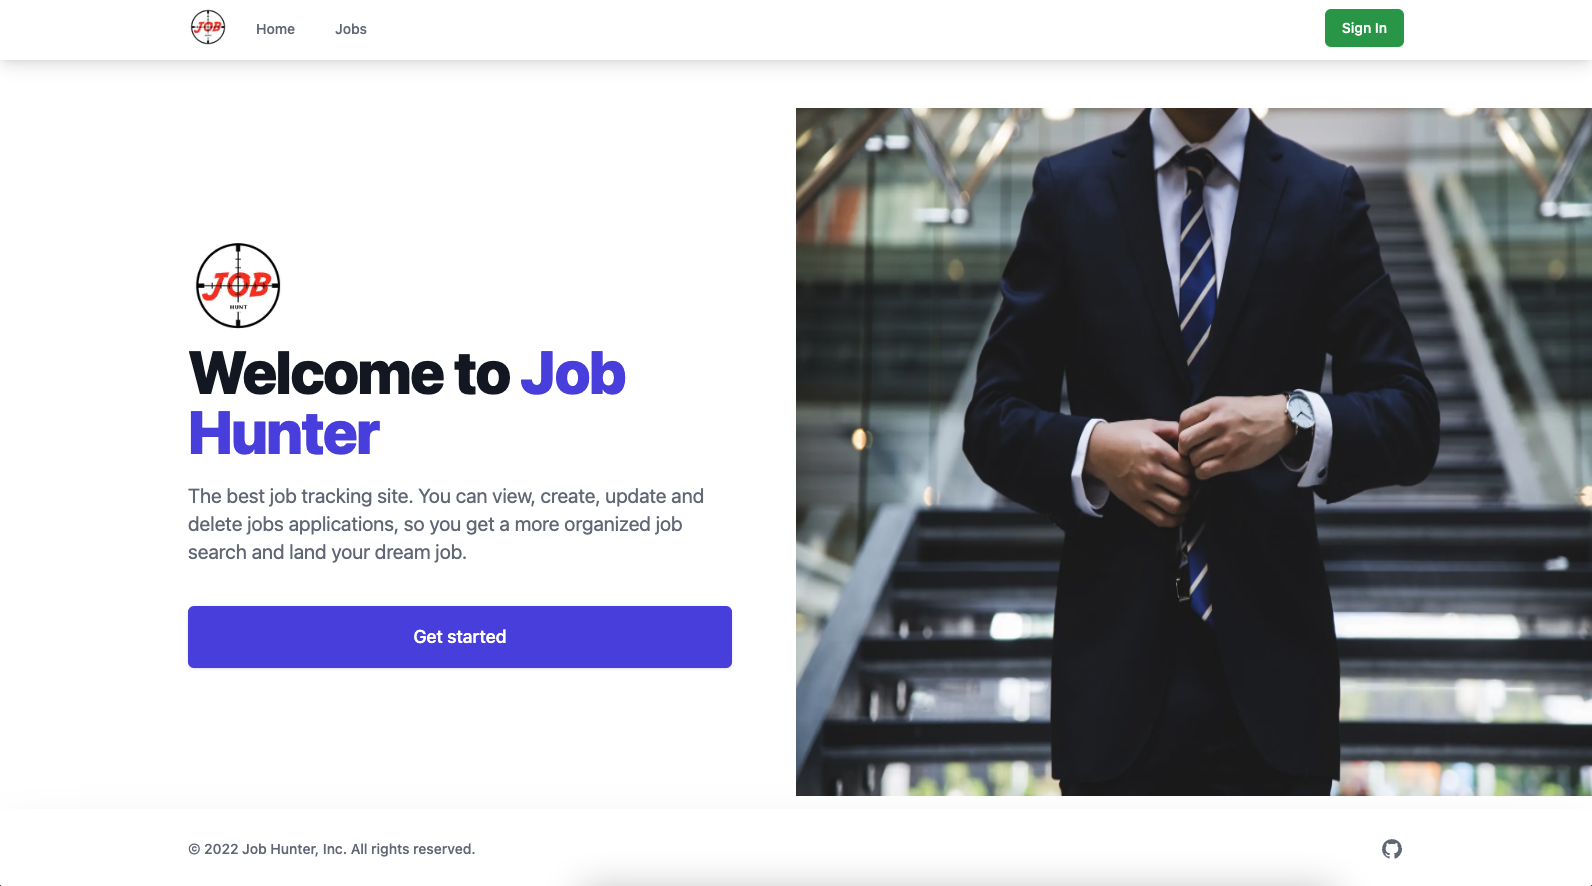 JOB
Home
Jobs
Sign In
JOB
HUNT
Welcome to Job
Hunter
The best job tracking site. You can view, create, update and
delete jobs applications, so you get a more organized job
search and land your dream job.
Get started
© 2022 Job Hunter, Inc. All rights reserved.